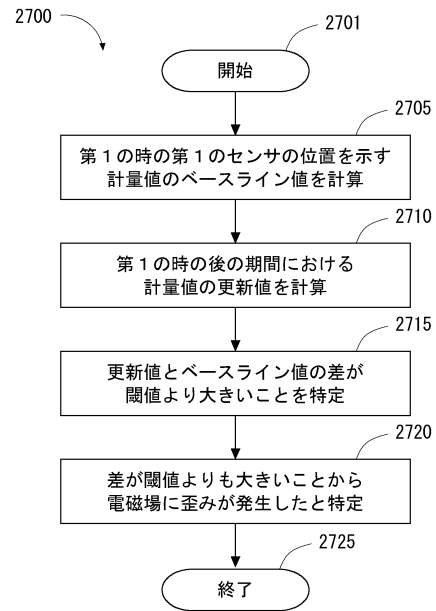 2700
2701
開始
2705
第１の時の第１のセンサの位置を示す
計量値のベースライン値を計算
2710
第１の時の後の期間における
計量値の更新値を計算
2715
更新値とベースライン値の差が
閾値より大きいことを特定
2720
差が閾値よりも大きいことから
電磁場に歪みが発生したと特定
2725
終了